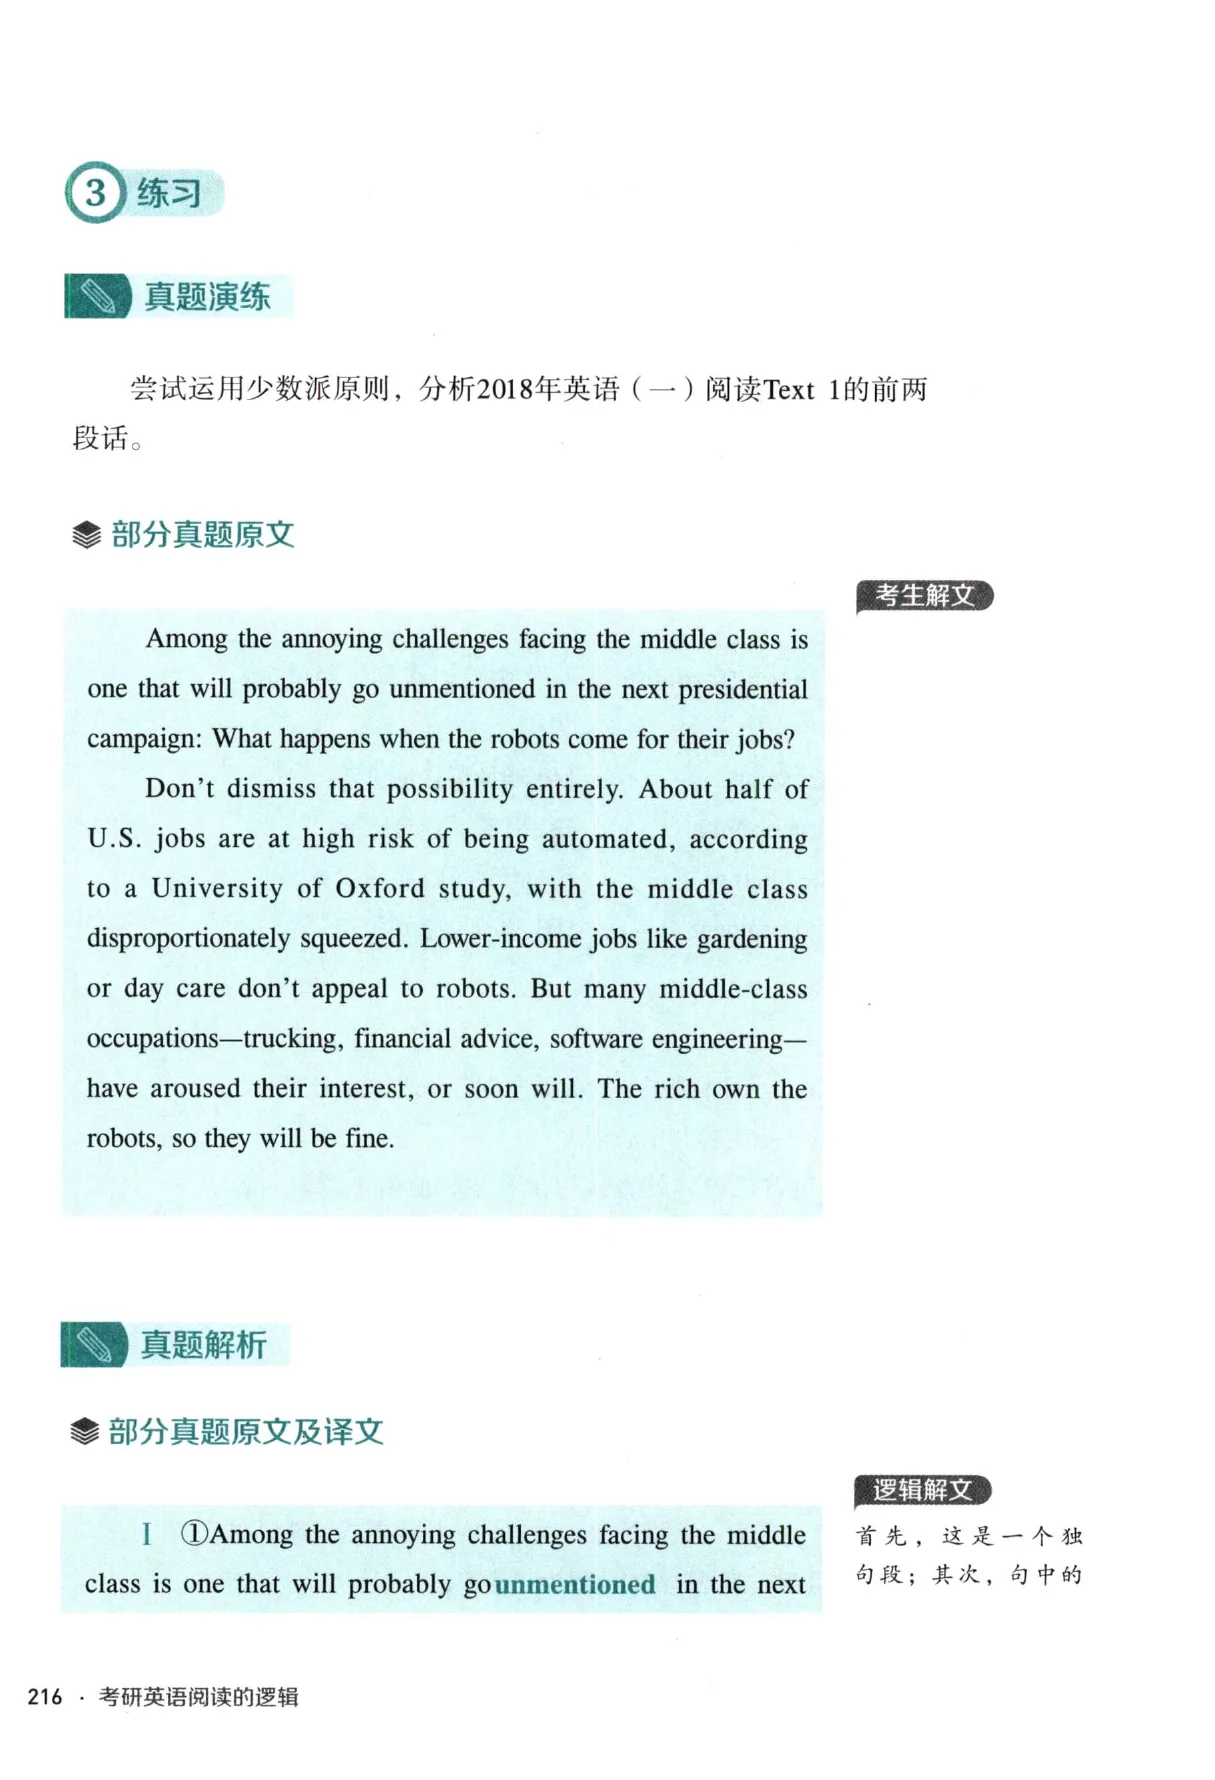 3 练习
真题演练
尝试运用少数派原则，分析2018年英语（一）阅读Text 1的前两
段话。
部分真题原文
考生解文
Among the annoying challenges facing the middle class is
one that will probably go unmentioned in the next presidential
campaign: What happens when the robots come for their jobs?
Don't dismiss that possibility entirely. About half of
U.S. jobs are at high risk of being automated, according
to a University of Oxford study, with the middle class
disproportionately squeezed. Lower-income jobs like gardening
or day care don't appeal to robots. But many middle-class
occupations—trucking, financial advice, software engineering—
have aroused their interest, or soon will. The rich own the
robots, so they will be fine.
真题解析
部分真题原文及译文
I ①Among the annoying challenges facing the middle
class is one that will probably go unmentioned in the next
逻辑解文
首先，这是一个独
句段；其次，句中的
216 · 考研英语阅读的逻辑